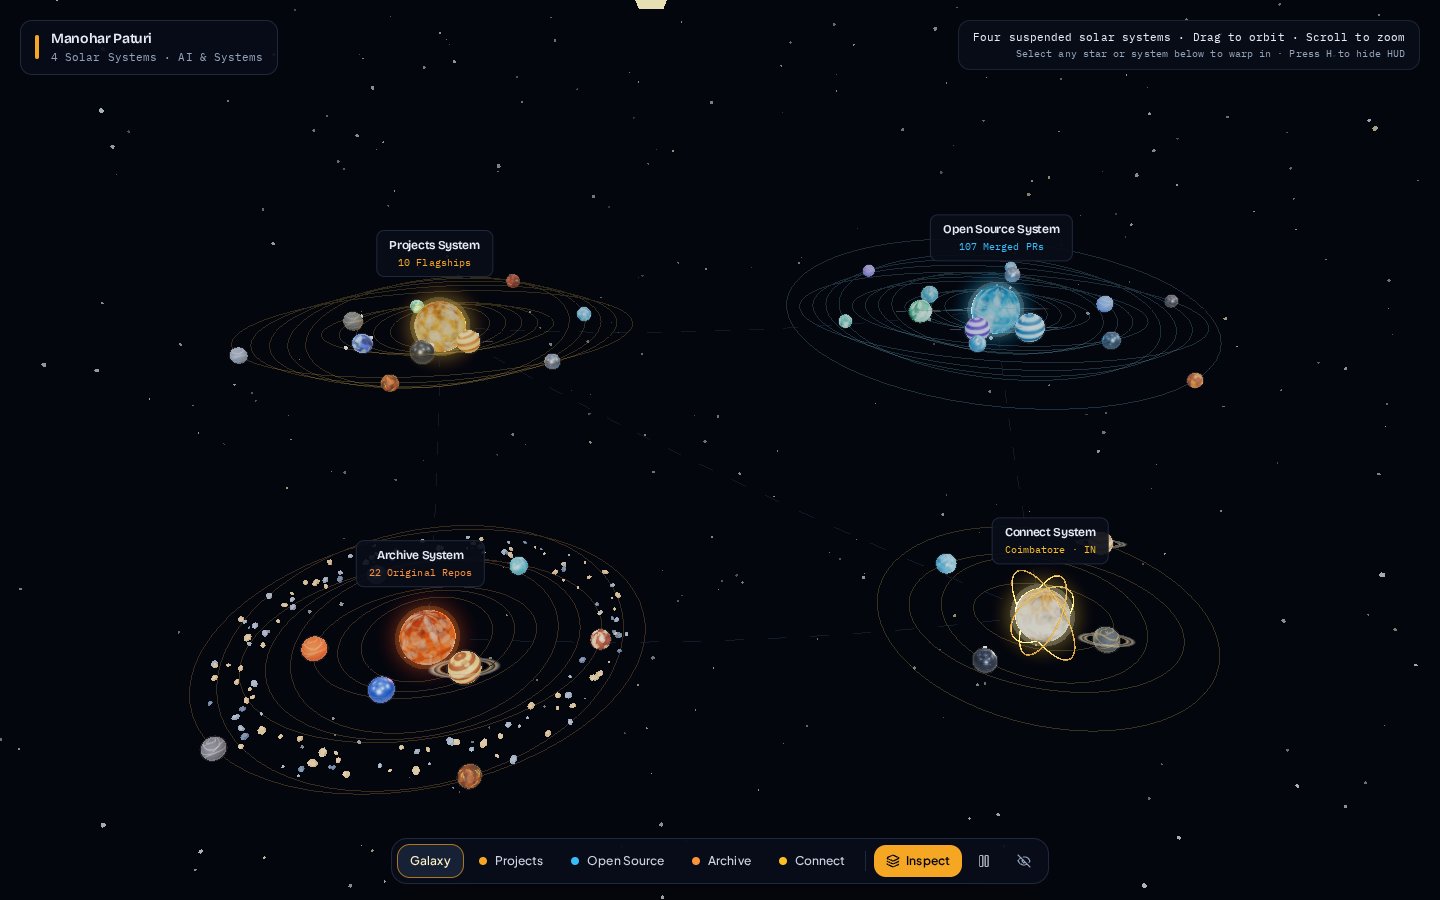 Manohar Paturi
4 Solar Systems · AI & Systems
Four suspended solar systems · Drag to orbit · Scroll to zoom
Select any star or system below to warp in · Press H to hide HUD
Projects System
10 Flagships
Open Source System
107 Merged PRs
Archive System
22 Original Repos
Connect System
Coimbatore · IN
Galaxy
Projects
Open Source
Archive
Connect
Inspect